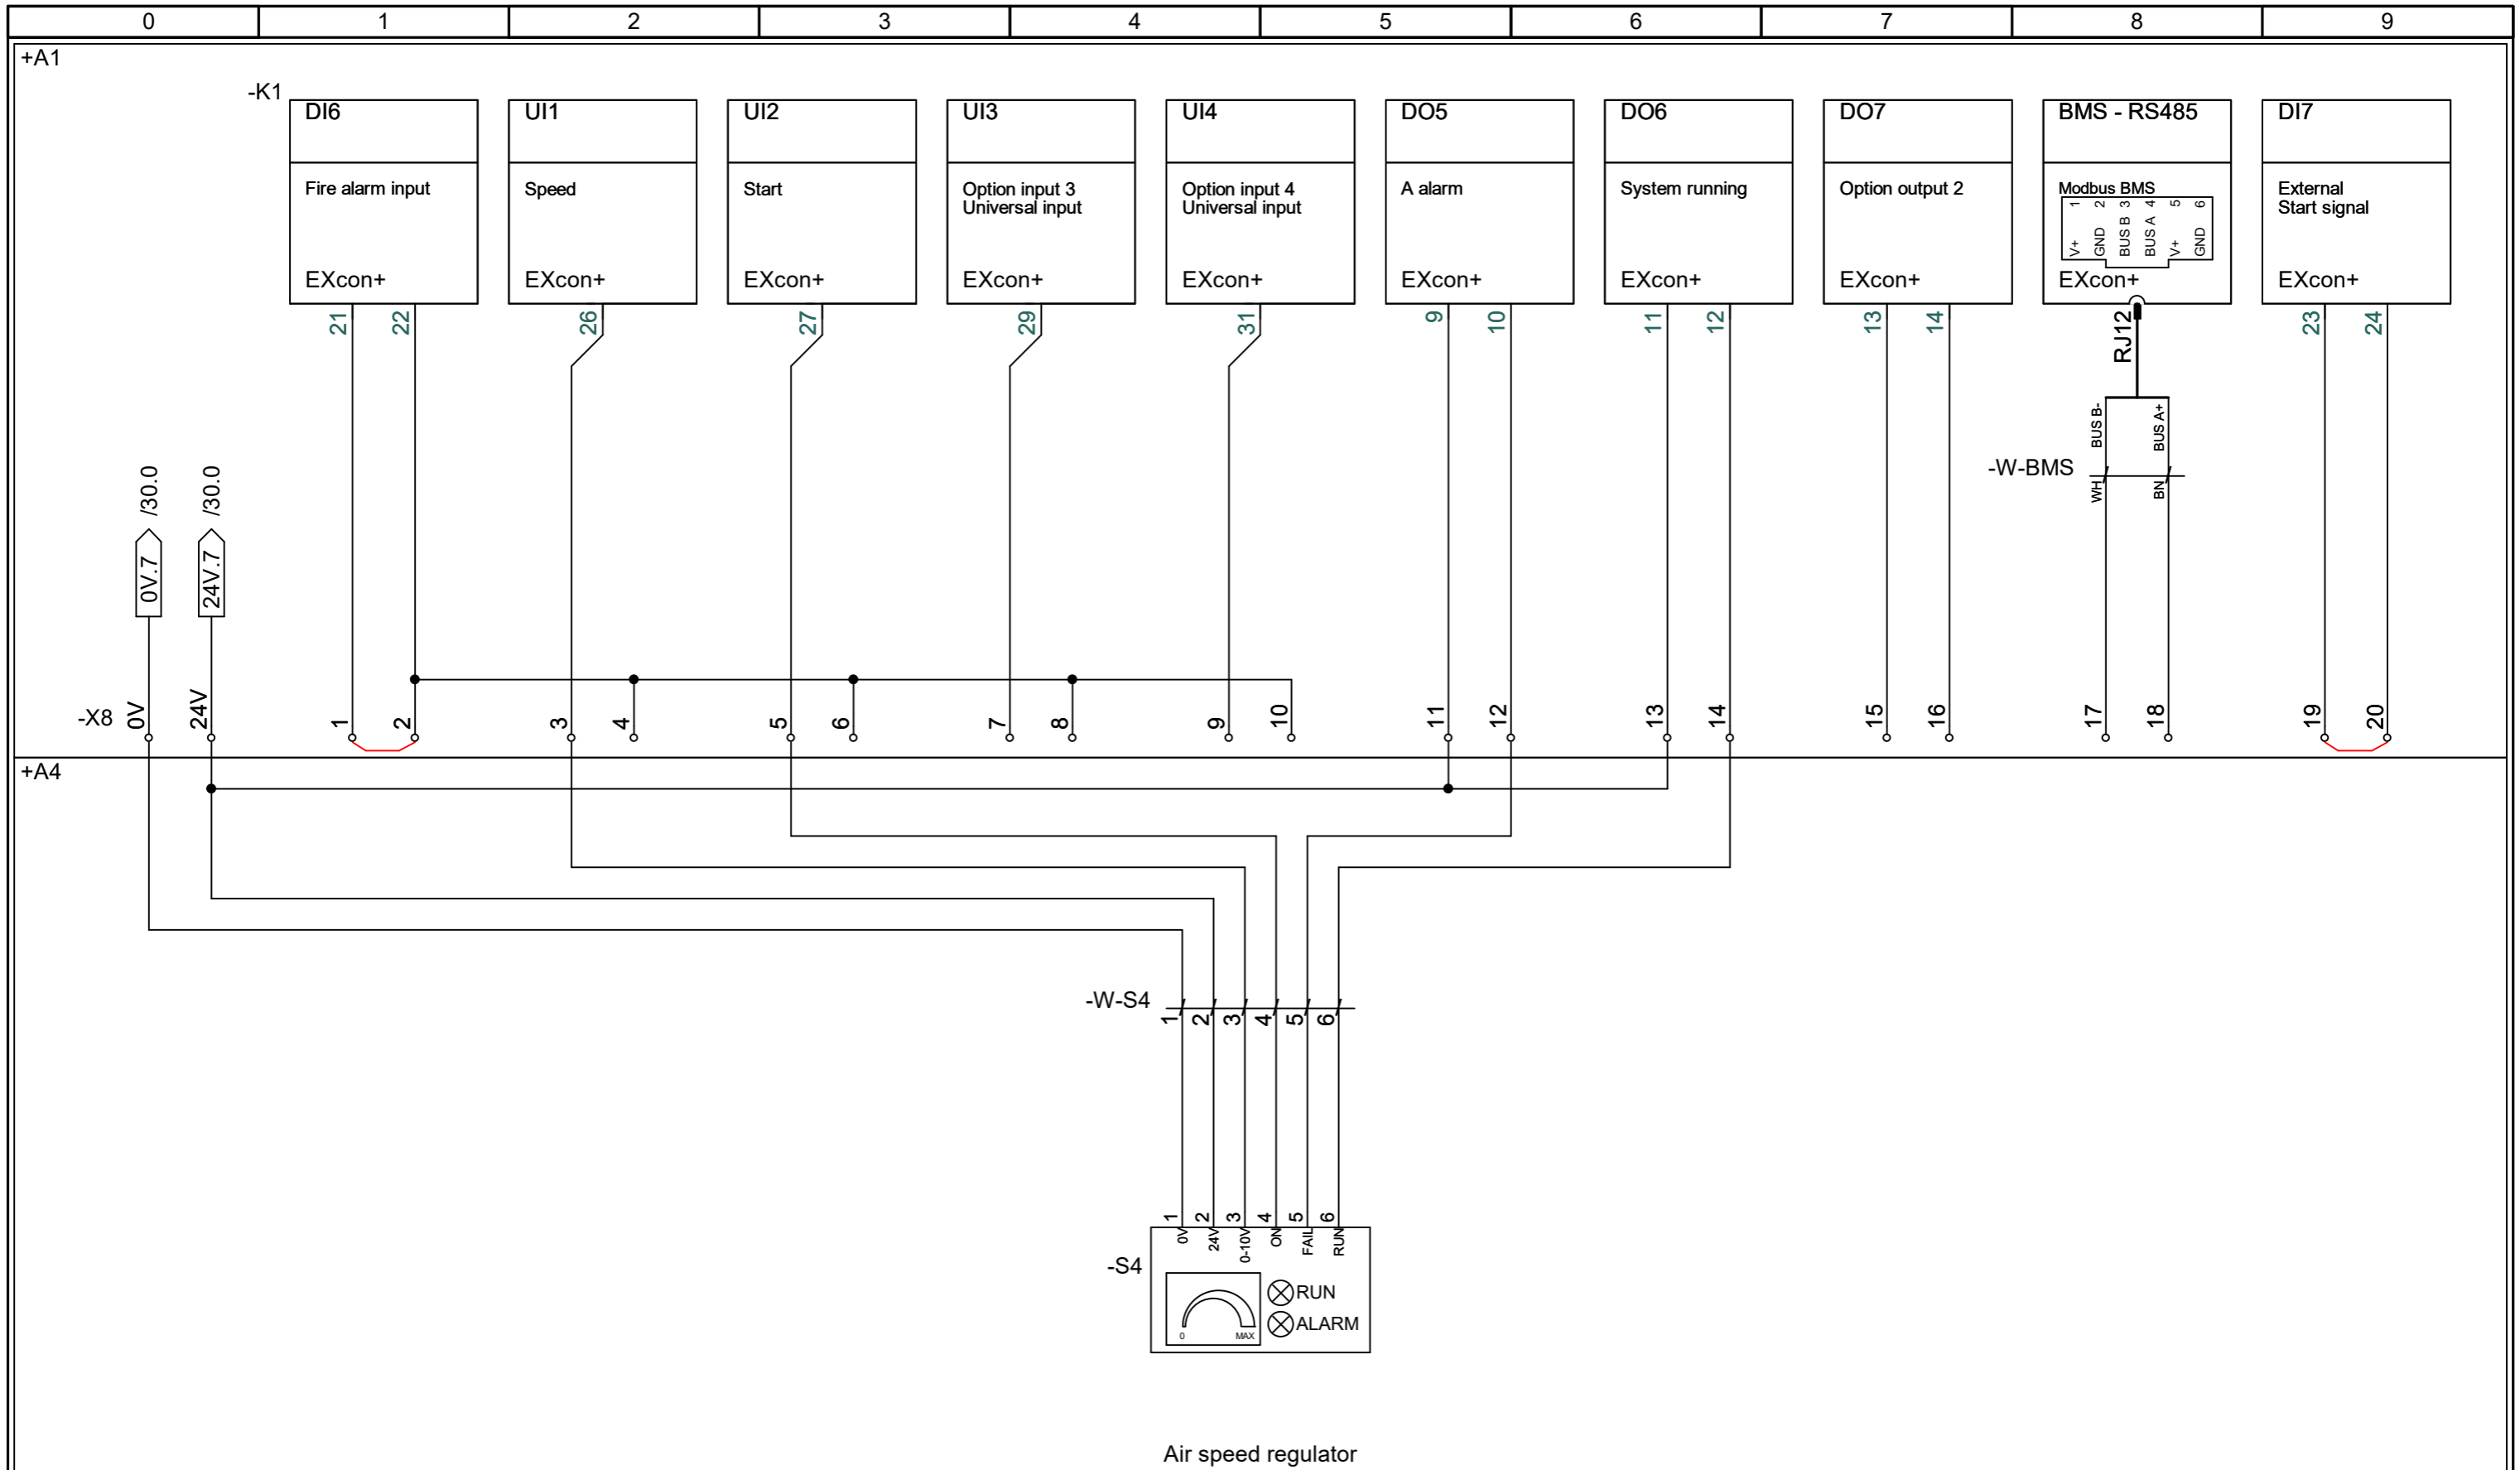 0 1 2 3 4 5 6 7 8 9
+A1
-K1
DI6
Fire alarm input
EXcon+
21 22
UI1
Speed
EXcon+
26
UI2
Start
EXcon+
27
UI3
Option input 3
Universal input
EXcon+
29
UI4
Option input 4
Universal input
EXcon+
31
DO5
A alarm
EXcon+
9 10
DO6
System running
EXcon+
11 12
DO7
Option output 2
EXcon+
13 14
BMS - RS485
Modbus BMS
1 2 3 4 5 6
V+ GND BUS B BUS A V+ GND
EXcon+
RJ12
DI7
External
Start signal
EXcon+
23 24
BUS B- BUS A+
-W-BMS
WH BN
/30.0 /30.0
0V.7 24V.7
-X8 0V 24V 1 2 3 4 5 6 7 8 9 10 11 12 13 14 15 16 17 18 19 20
+A4
-W-S4
1 2 3 4 5 6
1 2 3 4 5 6
0V 24V 0-10V ON FAIL RUN
-S4
RUN
ALARM
0 MAX
Air speed regulator